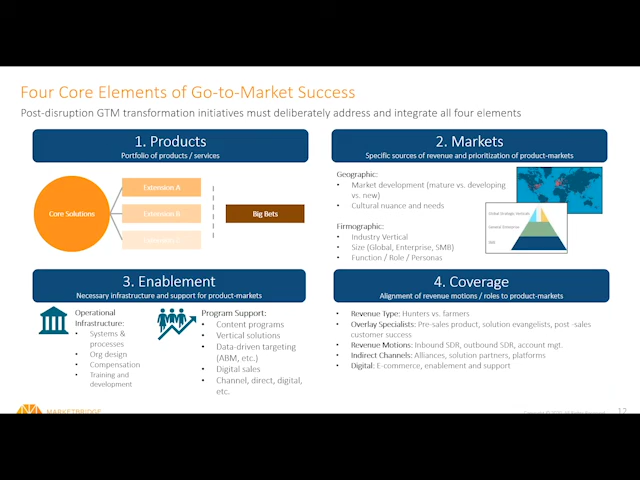 Four Core Elements of Go-to-Market Success
Post-disruption GTM transformation initiatives must deliberately address and integrate all four elements
1. Products
Portfolio of products / services
Core Solutions
Extension A
Extension B
Big Bets
2. Markets
Specific sources of revenue and prioritization of product-markets
Geographic:
• Market development (mature vs. developing
vs. new)
• Cultural nuance and needs
Firmographic:
• Industry Vertical
• Size (Global, Enterprise, SMB)
• Function / Role / Personas
3. Enablement
Necessary infrastructure and support for product-markets
Operational
Infrastructure:
• Systems &
processes
• Org design
• Compensation
• Training and
development
Program Support:
• Content programs
• Vertical solutions
• Data-driven targeting
(ABM, etc.)
• Digital sales
• Channel, direct, digital,
etc.
4. Coverage
Alignment of revenue motions / roles to product-markets
• Revenue Type: Hunters vs. farmers
• Overlay Specialists: Pre-sales product, solution evangelists, post -sales
customer success
• Revenue Motions: Inbound SDR, outbound SDR, account mgt.
• Indirect Channels: Alliances, solution partners, platforms
• Digital: E-commerce, enablement and support
MARKETBRIDGE
12